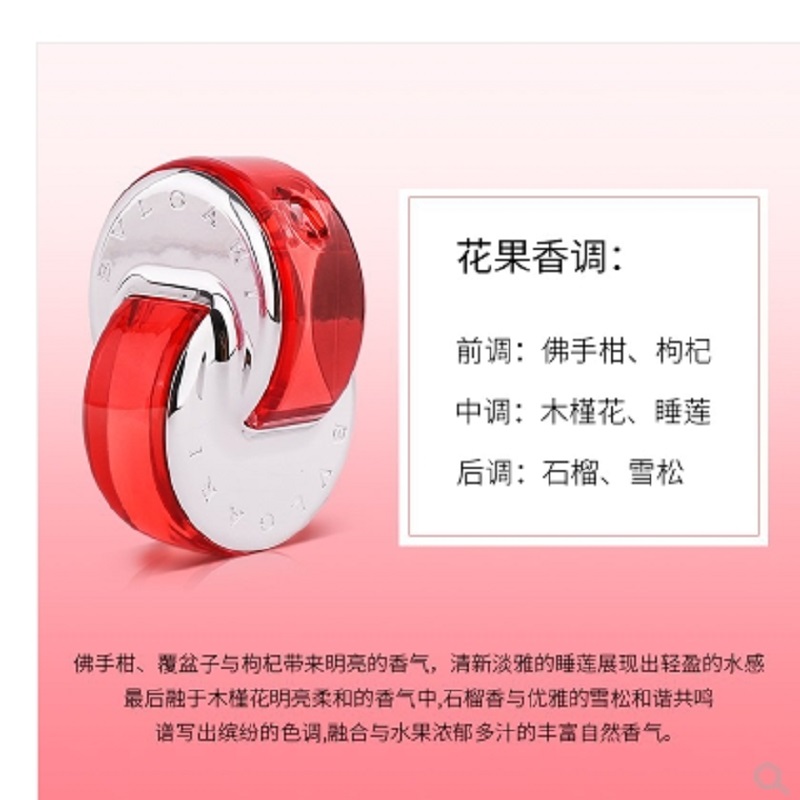 BVLGARI
BVLGARI
花果香调：
前调：佛手柑、枸杞
中调：木槿花、睡莲
后调：石榴、雪松
佛手柑、覆盆子与枸杞带来明亮的香气，清新淡雅的睡莲展现出轻盈的水感
最后融于木槿花明亮柔和的香气中,石榴香与优雅的雪松和谐共鸣
谱写出缤纷的色调,融合与水果浓郁多汁的丰富自然香气。